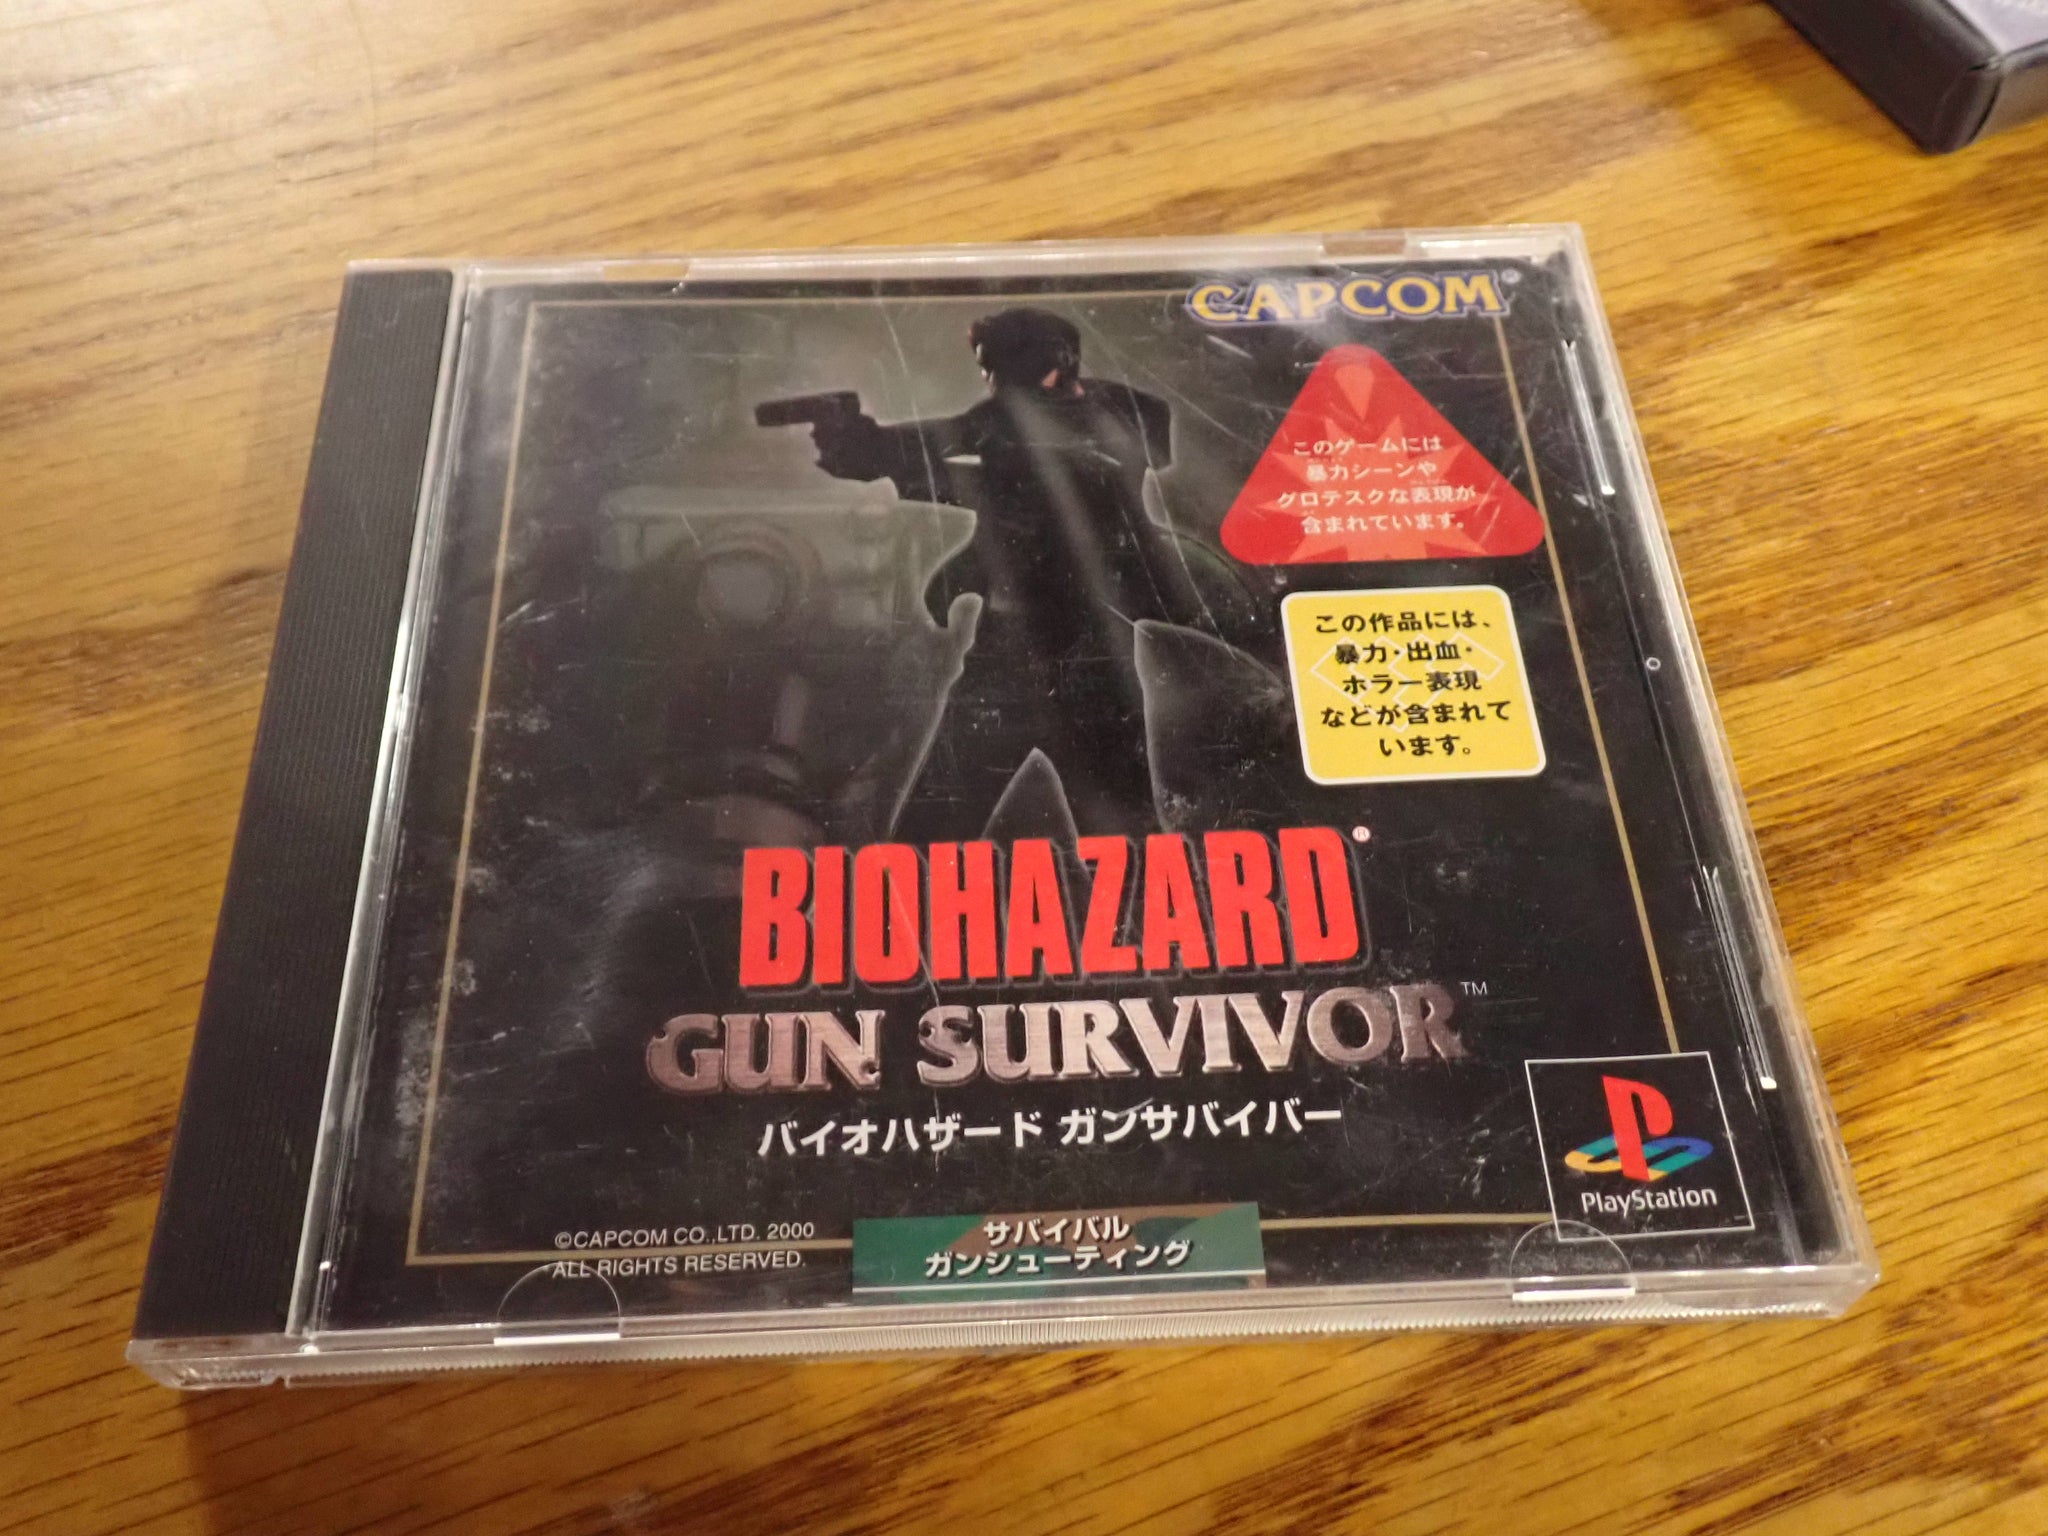 CAPCOM®
このゲームには
暴力シーンや
グロテスクな表現が
含まれています。
この作品には、
暴力・出血・
ホラー表現
などが含まれて
います。
BIOHAZARD®
GUN SURVIVOR™
バイオハザード ガンサバイバー
PlayStation
©CAPCOM CO.,LTD. 2000
ALL RIGHTS RESERVED.
サバイバル
ガンシューティング